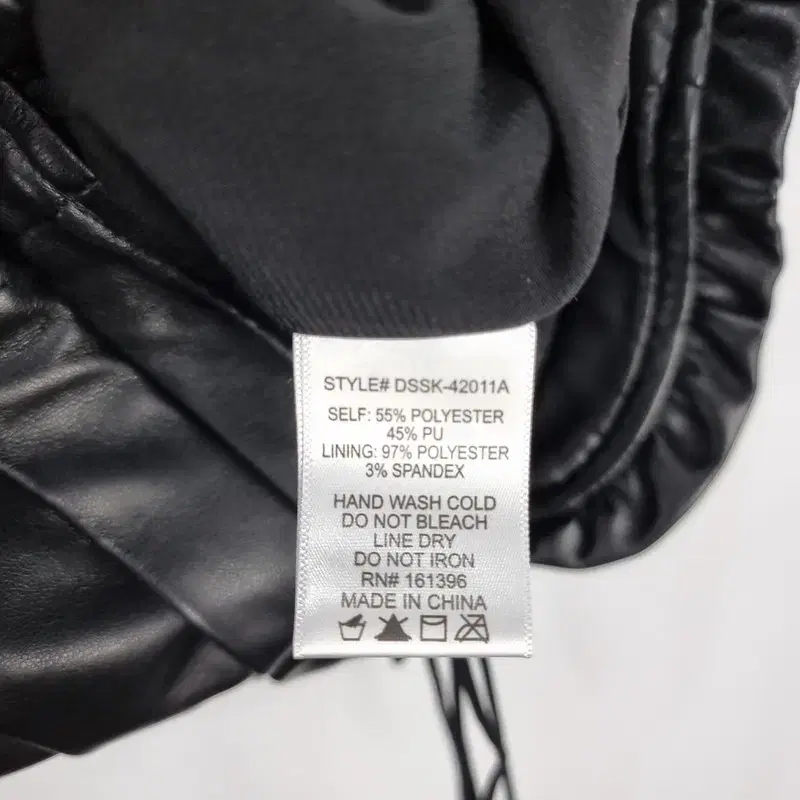 STYLE# DSSK-42011A
SELF: 55% POLYESTER
45% PU
LINING: 97% POLYESTER
3% SPANDEX
HAND WASH COLD
DO NOT BLEACH
LINE DRY
DO NOT IRON
RN# 161396
MADE IN CHINA